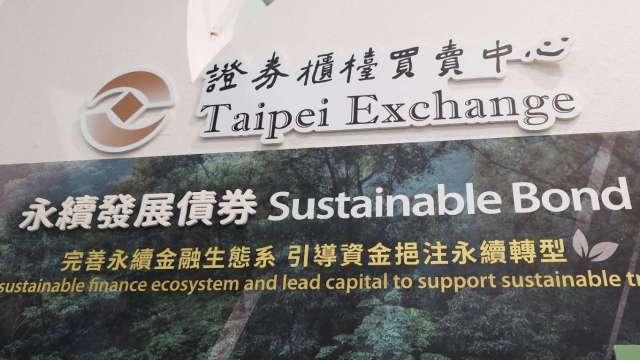 證券櫃檯買賣中心
Taipei Exchange
永續發展債券 Sustainable Bond
完善永續金融生態系 引導資金挹注永續轉型
sustainable finance ecosystem and lead capital to support sustainable